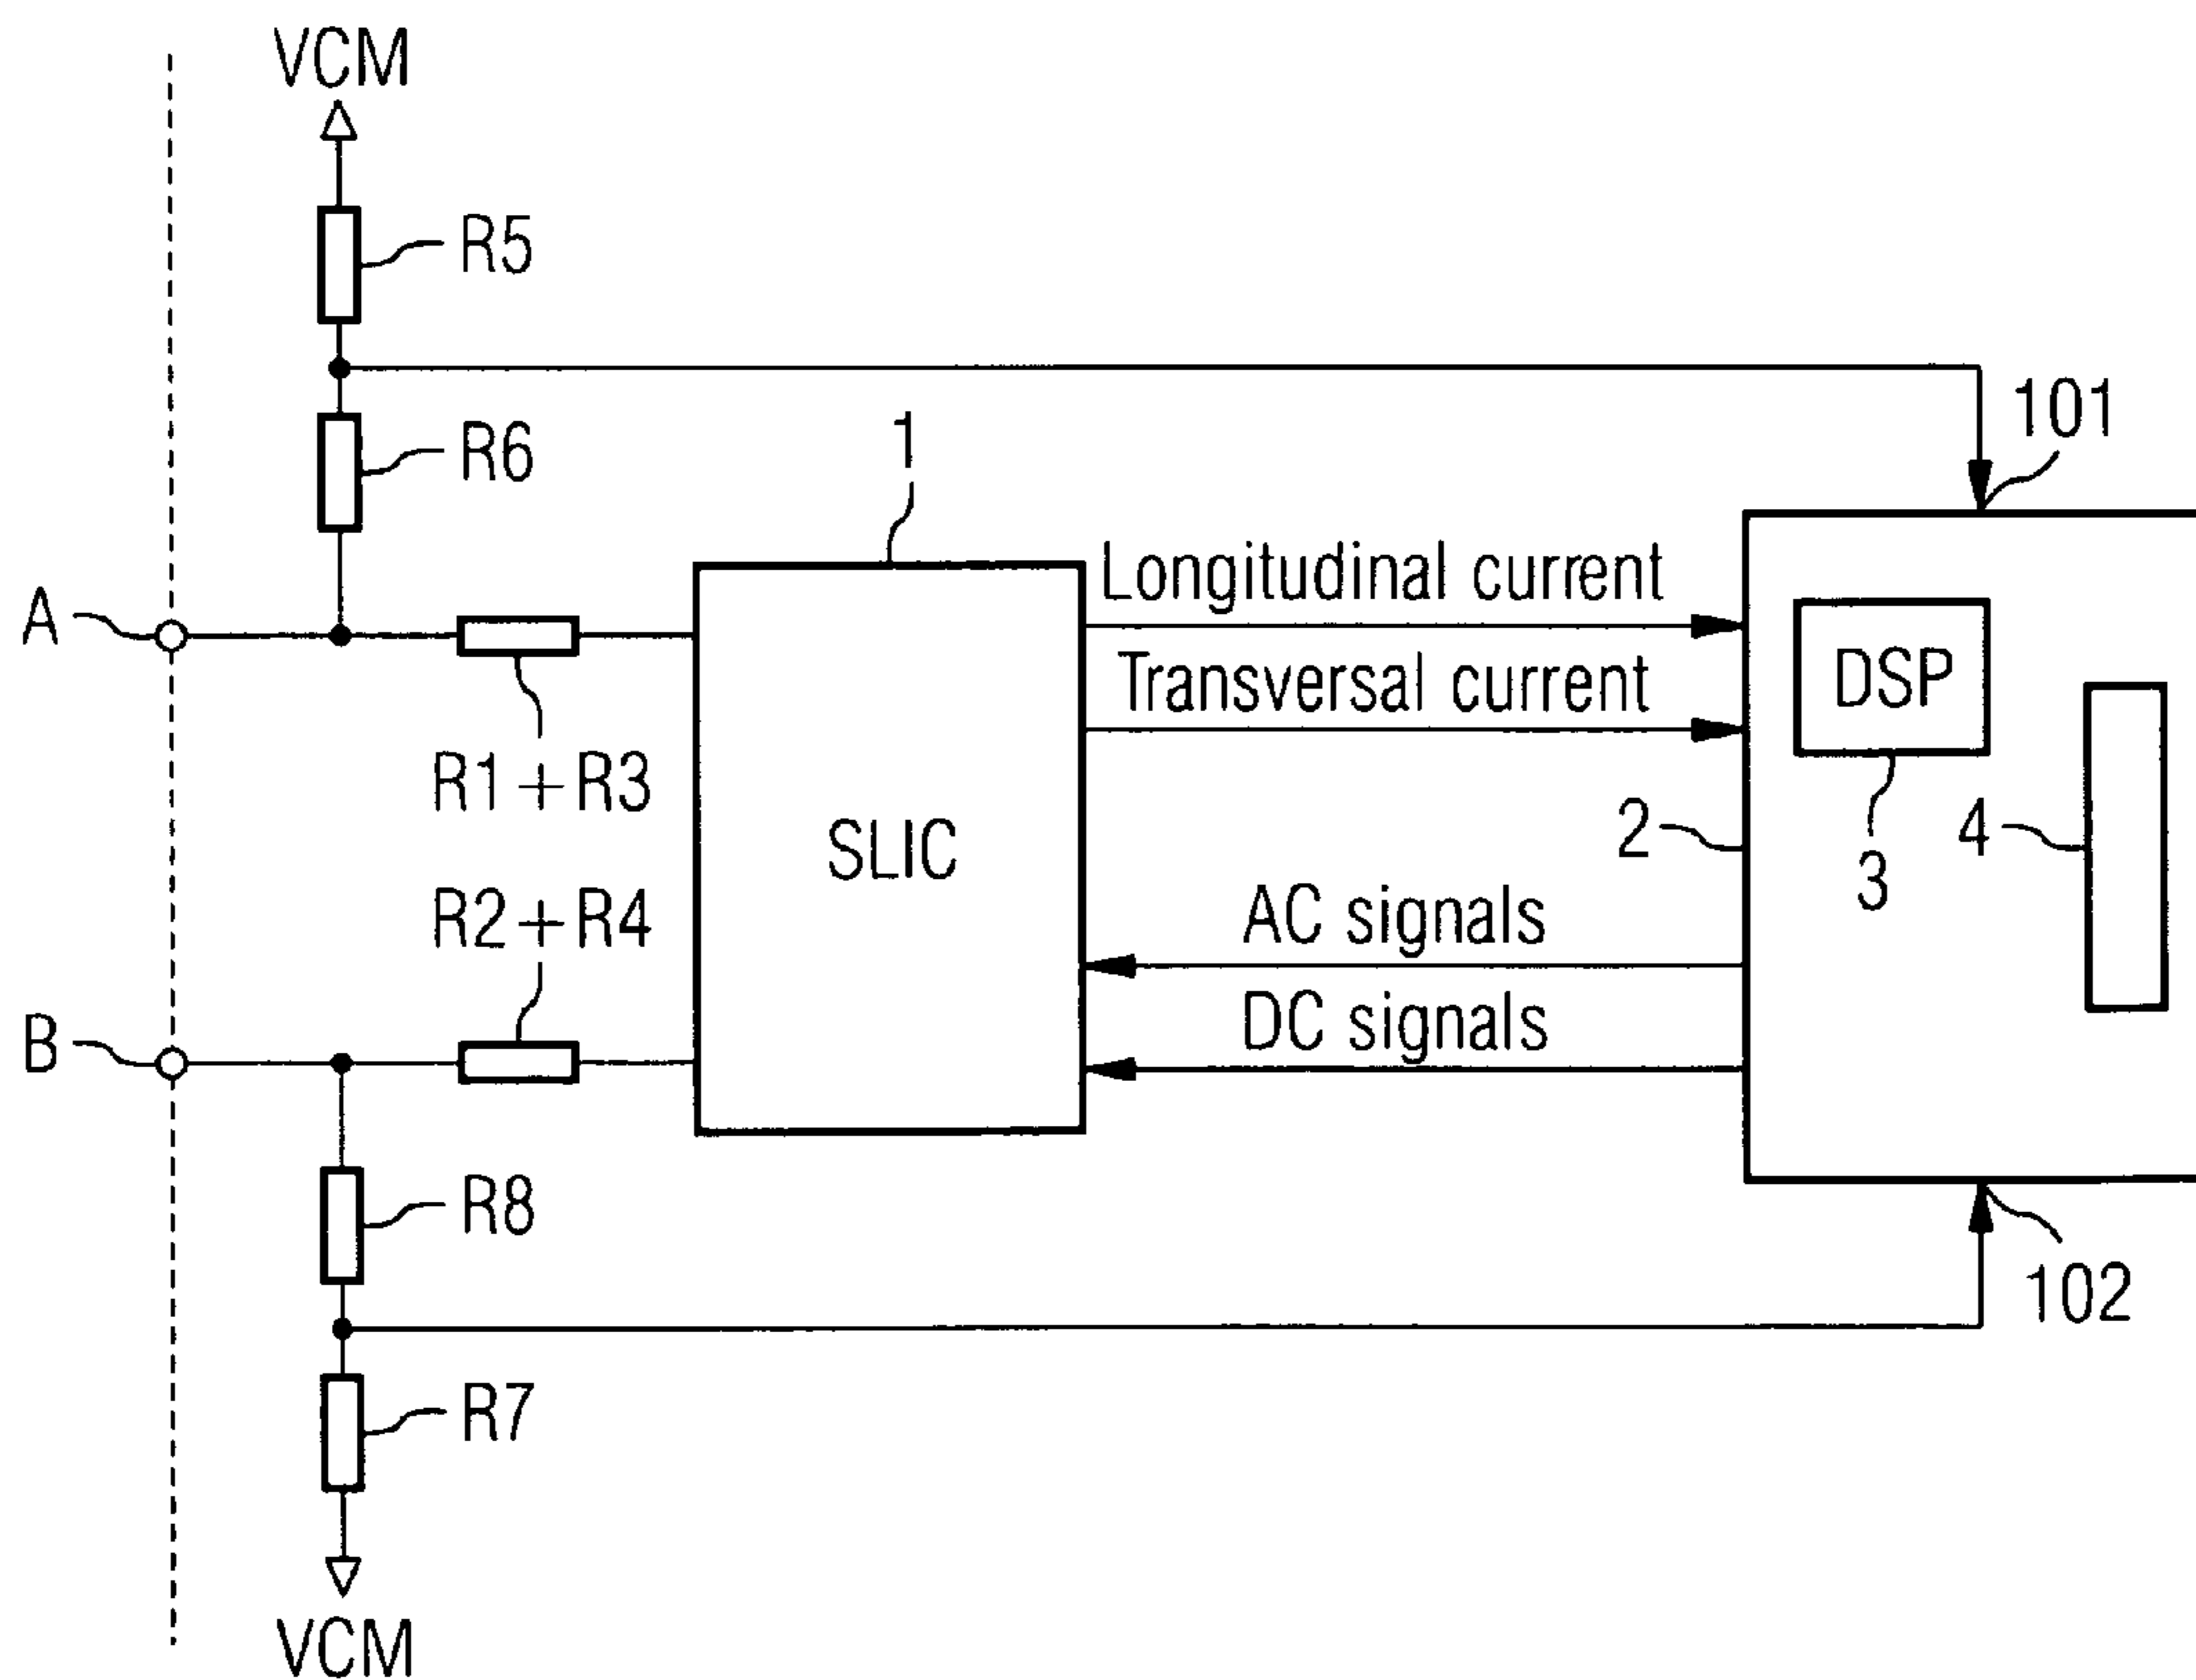 VCM
R5
101
R6
1
Longitudinal current
A
Transversal current
DSP
R1+R3
2
4
SLIC
3
R2+R4
AC signals
DC signals
B
R8
102
R7
VCM